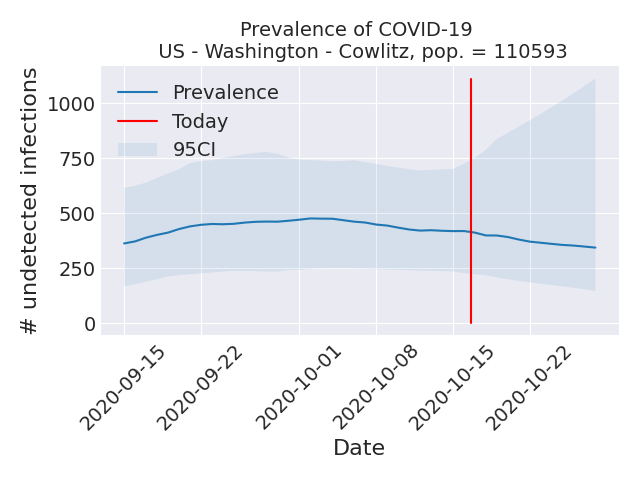 Prevalence of COVID-19
US - Washington - Cowlitz, pop. = 110593
# undetected infections
1000
750
500
250
0
Prevalence
Today
95CI
2020-09-15
2020-09-22
2020-10-01
2020-10-08
2020-10-15
2020-10-22
Date